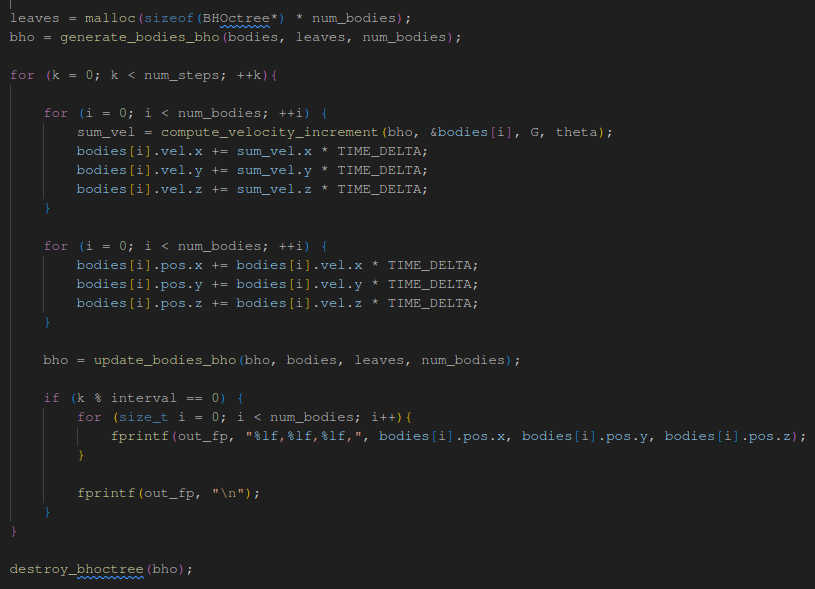 leaves = malloc(sizeof(BHOctree*) * num_bodies);
bho = generate_bodies_bho(bodies, leaves, num_bodies);

for (k = 0; k < num_steps; ++k){

    for (i = 0; i < num_bodies; ++i) {
        sum_vel = compute_velocity_increment(bho, &bodies[i], G, theta);
        bodies[i].vel.x += sum_vel.x * TIME_DELTA;
        bodies[i].vel.y += sum_vel.y * TIME_DELTA;
        bodies[i].vel.z += sum_vel.z * TIME_DELTA;
    }

    for (i = 0; i < num_bodies; ++i) {
        bodies[i].pos.x += bodies[i].vel.x * TIME_DELTA;
        bodies[i].pos.y += bodies[i].vel.y * TIME_DELTA;
        bodies[i].pos.z += bodies[i].vel.z * TIME_DELTA;
    }

    bho = update_bodies_bho(bho, bodies, leaves, num_bodies);

    if (k % interval == 0) {
        for (size_t i = 0; i < num_bodies; i++){
            fprintf(out_fp, "%lf,%lf,%lf,", bodies[i].pos.x, bodies[i].pos.y, bodies[i].pos.z);
        }

        fprintf(out_fp, "\n");
    }
}

destroy_bhoctree(bho);